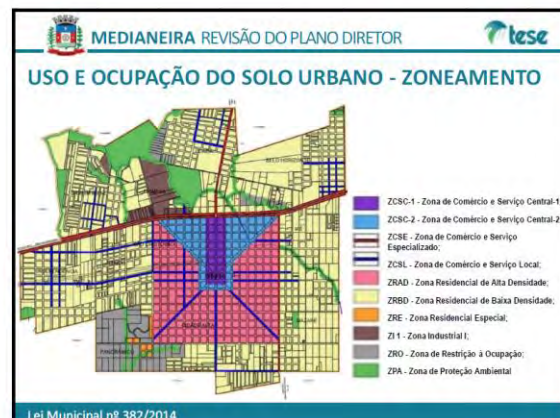 MEDIANEIRA REVISÃO DO PLANO DIRETOR
tese
USO E OCUPAÇÃO DO SOLO URBANO - ZONEAMENTO
ZCSC-1 - Zona de Comércio e Serviço Central-1
ZCSC-2 - Zona de Comércio e Serviço Central-2
ZCSE - Zona de Comércio e Serviço
Especializado;
ZCSL - Zona de Comércio e Serviço Local;
ZRAD - Zona Residencial de Alta Densidade;
ZRBD - Zona Residencial de Baixa Densidade;
ZRE - Zona Residencial Especial;
ZI 1 - Zona Industrial I;
ZRO - Zona de Restrição à Ocupação;
ZPA - Zona de Proteção Ambiental
Lei Municipal nº 382/2014